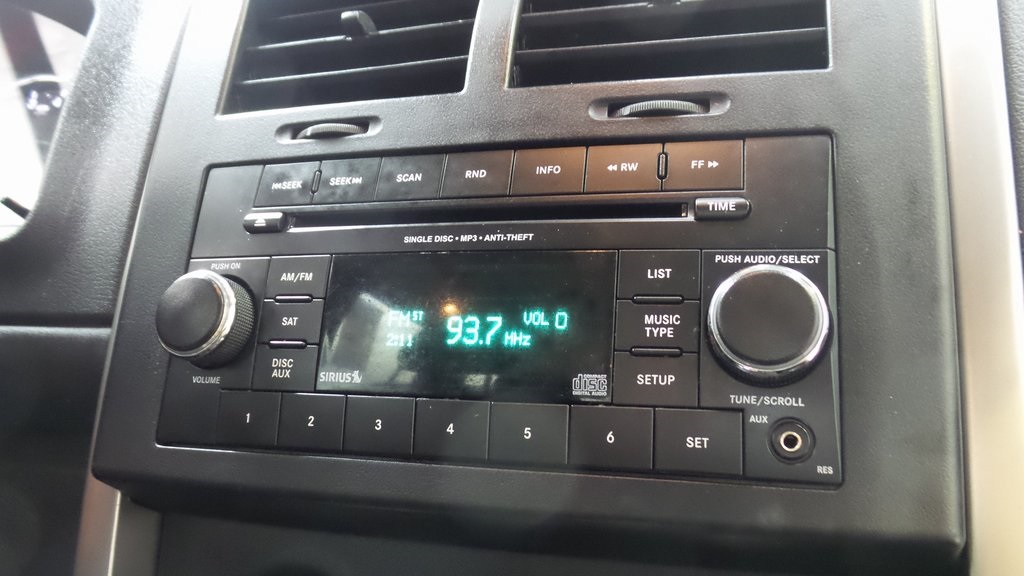 ⏮SEEK SEEK⏭ SCAN RND INFO ◀◀ RW FF ▶▶
TIME
SINGLE DISC • MP3 • ANTI-THEFT
PUSH ON
VOLUME
AM/FM
SAT
DISC
AUX
FM ST
2:11
93.7 MHz
VOL 0
SIRIUS
COMPACT
disc
DIGITAL AUDIO
LIST
MUSIC
TYPE
SETUP
PUSH AUDIO/SELECT
TUNE/SCROLL
1 2 3 4 5 6 SET
AUX
RES